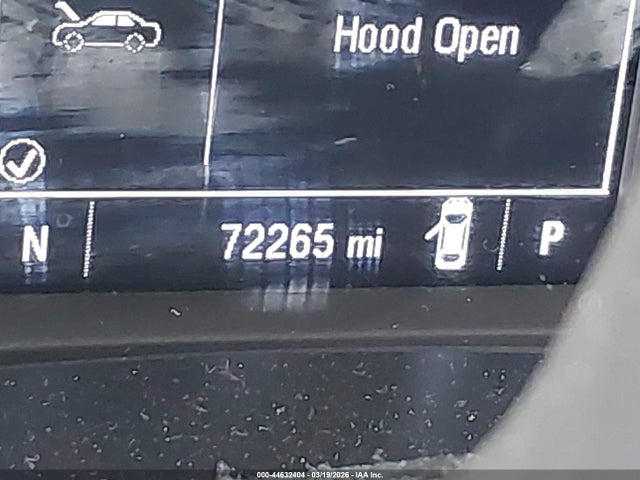 Hood Open
N 72265 mi P
000-44632404 - 03/19/2026 - IAA Inc.